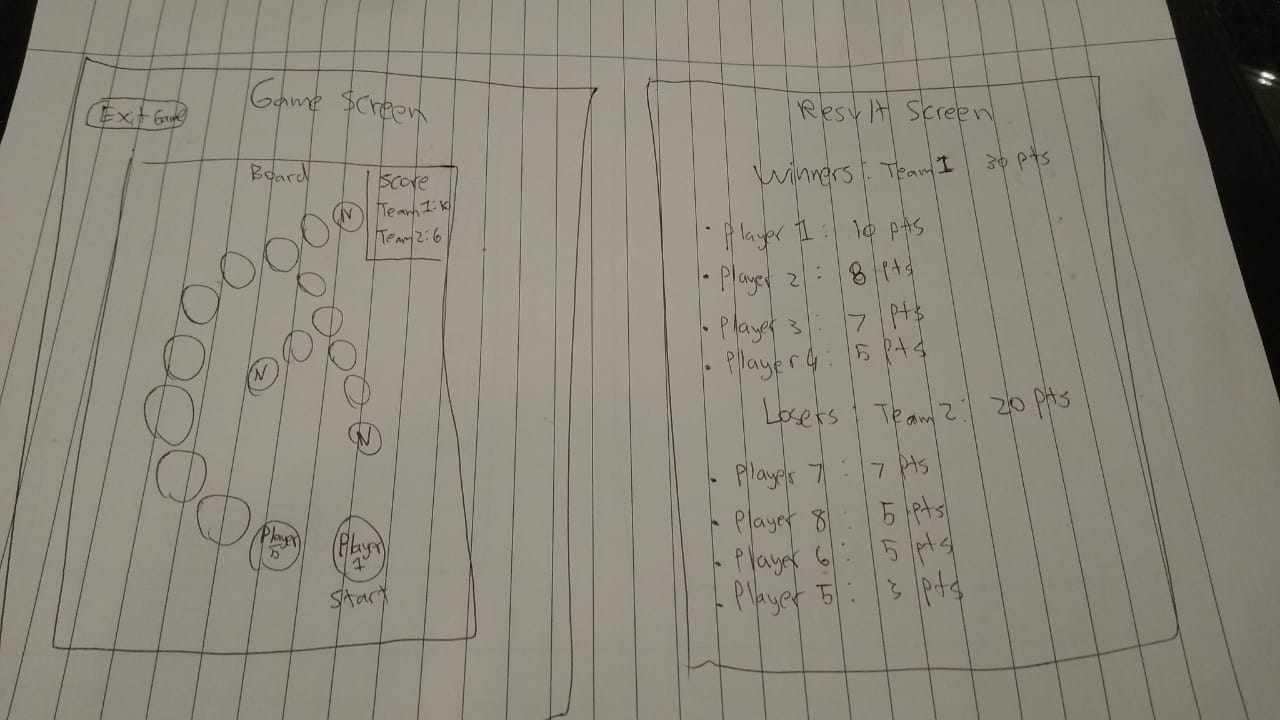 Game Screen
Exit Game
Board
Score
Team 1: 10
Team 2: 6
N
N
N
Player 5
Player 1
Start
Result Screen
Winners: Team 1 30 pts
• Player 1: 10 pts
• Player 2: 8 pts
• Player 3: 7 pts
• Player 4: 5 pts
Losers: Team 2: 20 pts
• Player 7: 7 pts
• Player 8: 5 pts
• Player 6: 5 pts
• Player 5: 3 pts